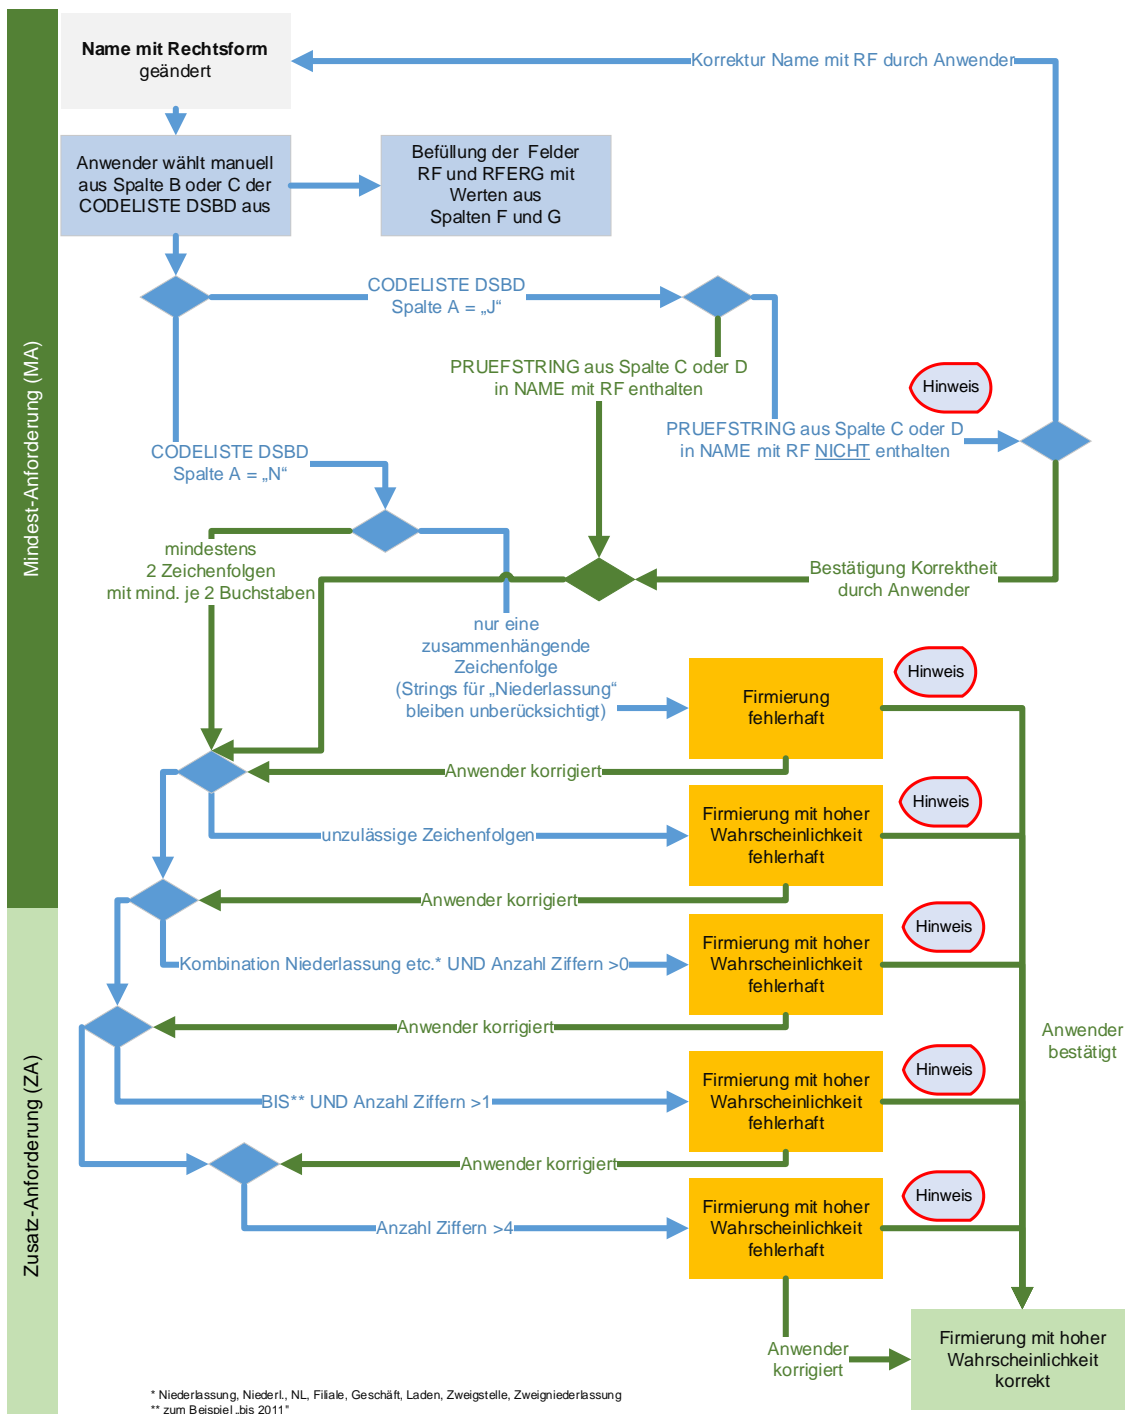 Mindest-Anforderung (MA)
Zusatz-Anforderung (ZA)
Name mit Rechtsform
geändert
Korrektur Name mit RF durch Anwender
Anwender wählt manuell
aus Spalte B oder C der
CODELISTE DSBD aus
Befüllung der Felder
RF und RFERG mit
Werten aus
Spalten F und G
CODELISTE DSBD
Spalte A = „J“
PRUEFSTRING aus Spalte C oder D
in NAME mit RF enthalten
Hinweis
PRUEFSTRING aus Spalte C oder D
in NAME mit RF NICHT enthalten
CODELISTE DSBD
Spalte A = „N“
mindestens
2 Zeichenfolgen
mit mind. je 2 Buchstaben
Bestätigung Korrektheit
durch Anwender
nur eine
zusammenhängende
Zeichenfolge
(Strings für „Niederlassung“
bleiben unberücksichtigt)
Firmierung
fehlerhaft
Hinweis
Anwender korrigiert
unzulässige Zeichenfolgen
Firmierung mit hoher
Wahrscheinlichkeit
fehlerhaft
Hinweis
Anwender korrigiert
Kombination Niederlassung etc.* UND Anzahl Ziffern >0
Firmierung mit hoher
Wahrscheinlichkeit
fehlerhaft
Hinweis
Anwender korrigiert
Anwender
bestätigt
BIS** UND Anzahl Ziffern >1
Firmierung mit hoher
Wahrscheinlichkeit
fehlerhaft
Hinweis
Anwender korrigiert
Anzahl Ziffern >4
Firmierung mit hoher
Wahrscheinlichkeit
fehlerhaft
Hinweis
Anwender
korrigiert
Firmierung mit hoher
Wahrscheinlichkeit
korrekt
* Niederlassung, Niederl., NL, Filiale, Geschäft, Laden, Zweigstelle, Zweigniederlassung
** zum Beispiel „bis 2011“